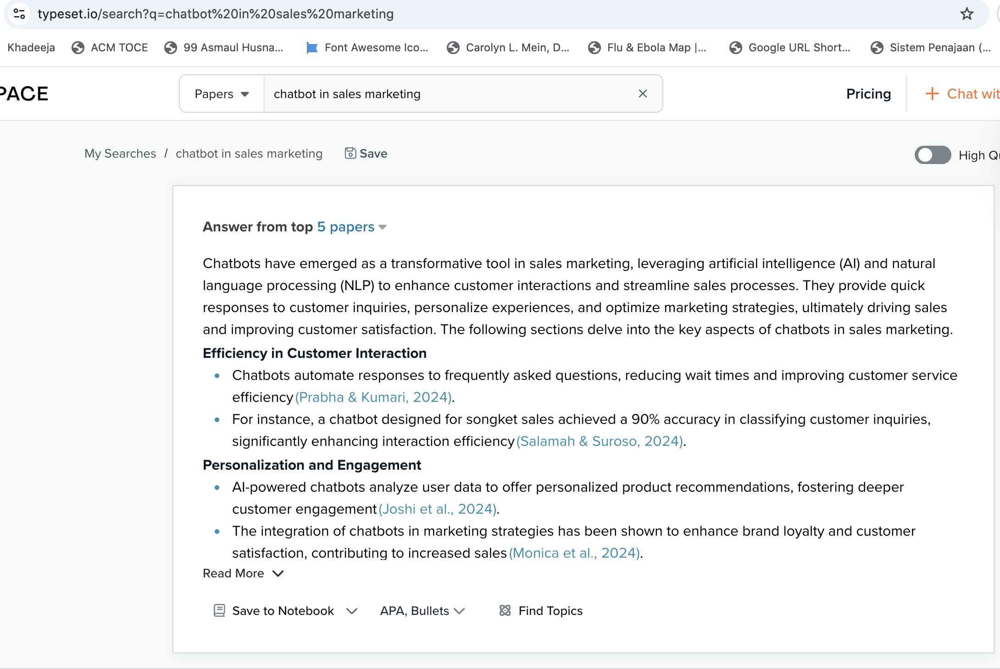 typeset.io/search?q=chatbot%20in%20sales%20marketing
Khadeeja ACM TOCE 99 Asmaul Husna... Font Awesome Ico... Carolyn L. Mein, D... Flu & Ebola Map |... Google URL Short... Sistem Penajaan (...
PACE Papers chatbot in sales marketing Pricing + Chat wit
My Searches / chatbot in sales marketing Save High Qu
Answer from top 5 papers
Chatbots have emerged as a transformative tool in sales marketing, leveraging artificial intelligence (AI) and natural
language processing (NLP) to enhance customer interactions and streamline sales processes. They provide quick
responses to customer inquiries, personalize experiences, and optimize marketing strategies, ultimately driving sales
and improving customer satisfaction. The following sections delve into the key aspects of chatbots in sales marketing.
Efficiency in Customer Interaction
• Chatbots automate responses to frequently asked questions, reducing wait times and improving customer service
efficiency (Prabha & Kumari, 2024).
• For instance, a chatbot designed for songket sales achieved a 90% accuracy in classifying customer inquiries,
significantly enhancing interaction efficiency (Salamah & Suroso, 2024).
Personalization and Engagement
• AI-powered chatbots analyze user data to offer personalized product recommendations, fostering deeper
customer engagement (Joshi et al., 2024).
• The integration of chatbots in marketing strategies has been shown to enhance brand loyalty and customer
satisfaction, contributing to increased sales (Monica et al., 2024).
Read More
Save to Notebook APA, Bullets Find Topics